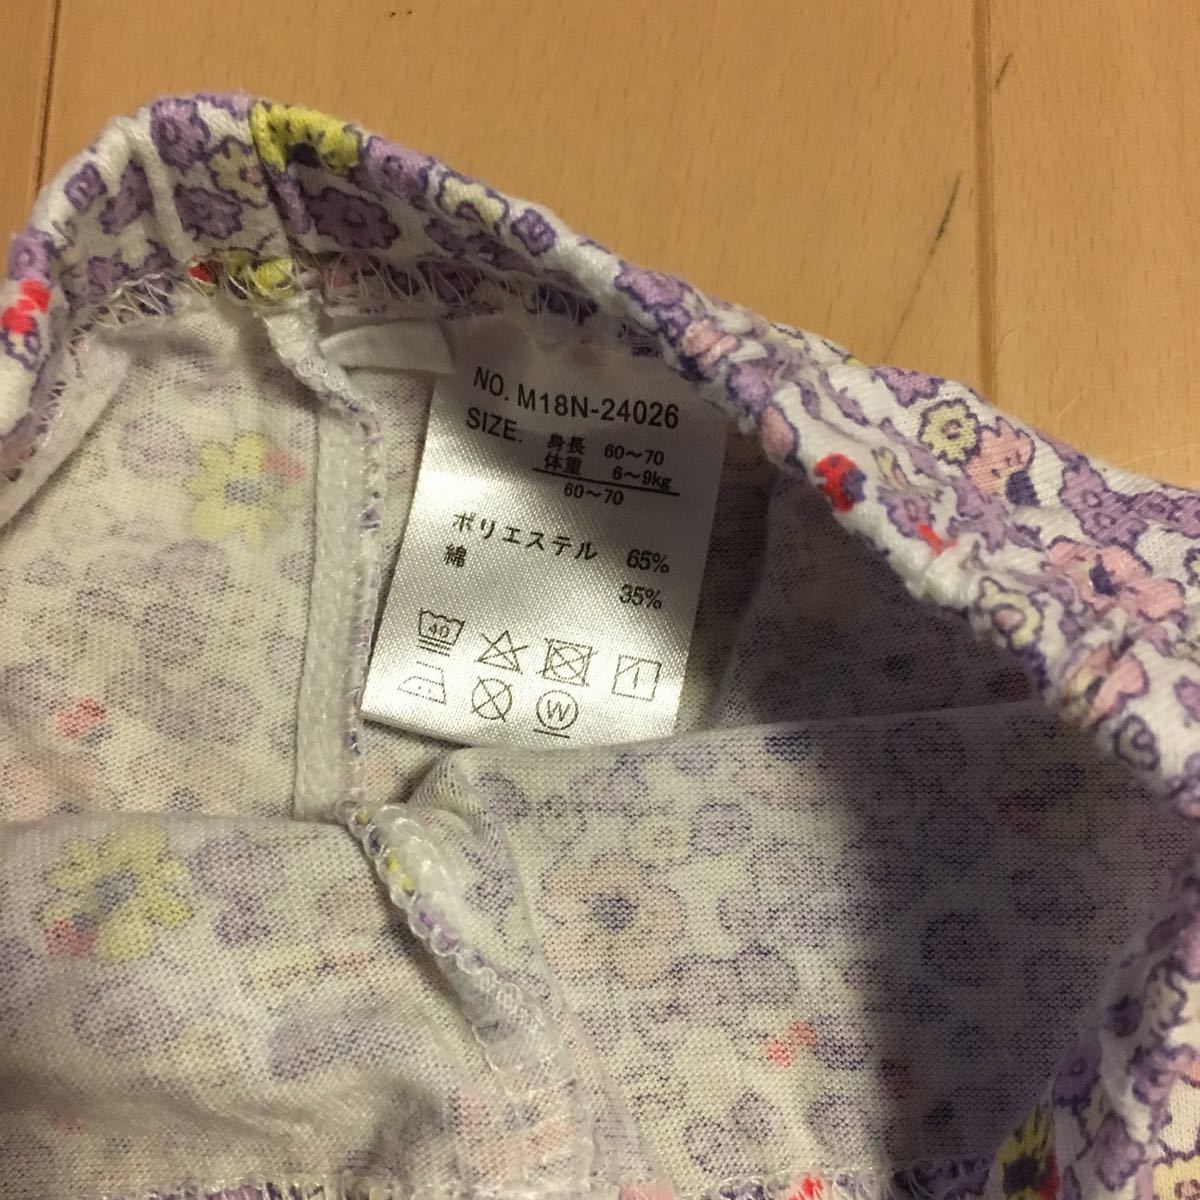 NO. M18N-24026
SIZE. 身長 60～70
体重 6～9kg
60～70
ポリエステル 65%
綿 35%
40
W